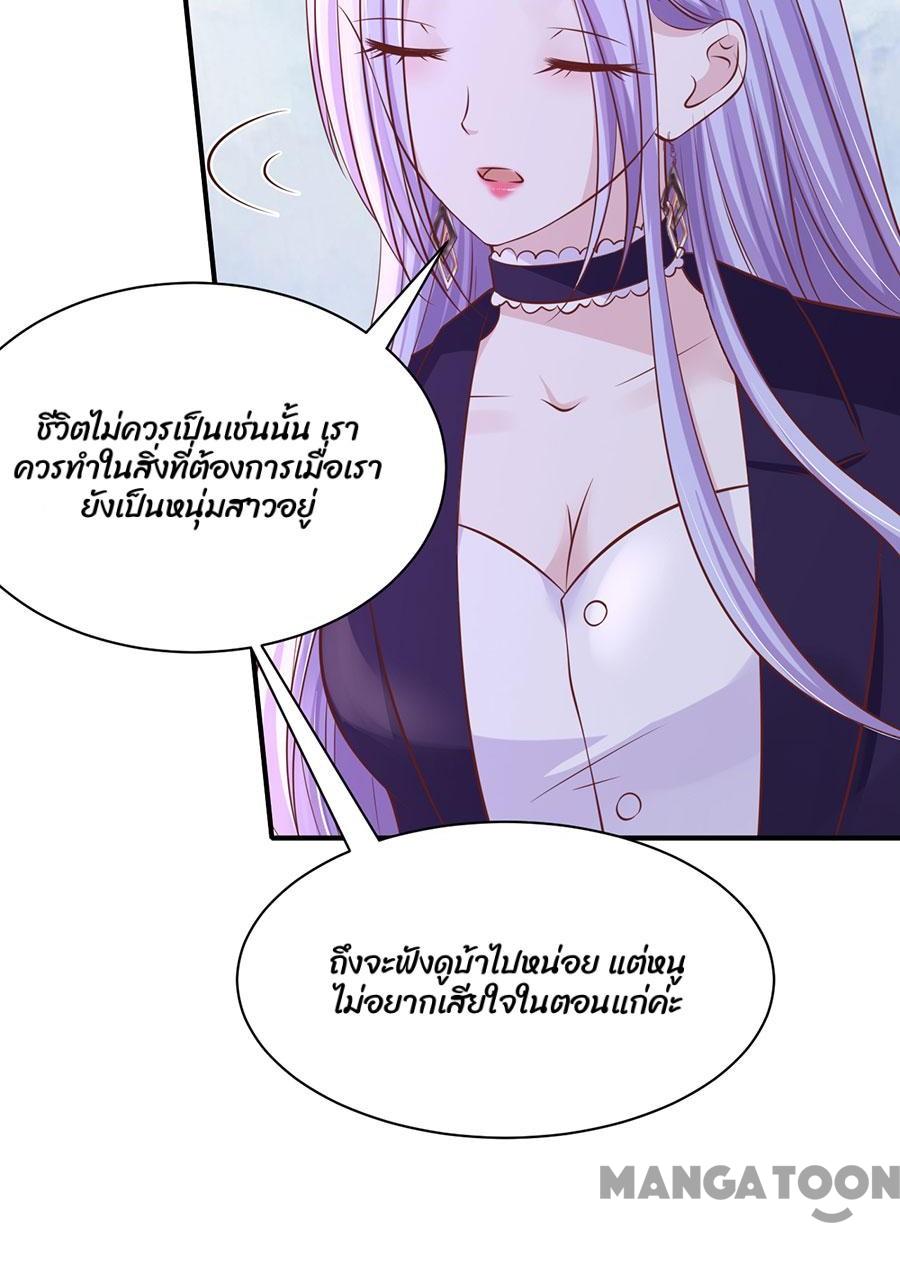 ชีวิตไม่ควรเป็นเช่นนั้น เรา
ควรทำในสิ่งที่ต้องการเมื่อเรา
ยังเป็นหนุ่มสาวอยู่
ถึงจะฟังดูบ้าไปหน่อย แต่หนู
ไม่อยากเสียใจในตอนแก่ค่ะ
MANGATOON